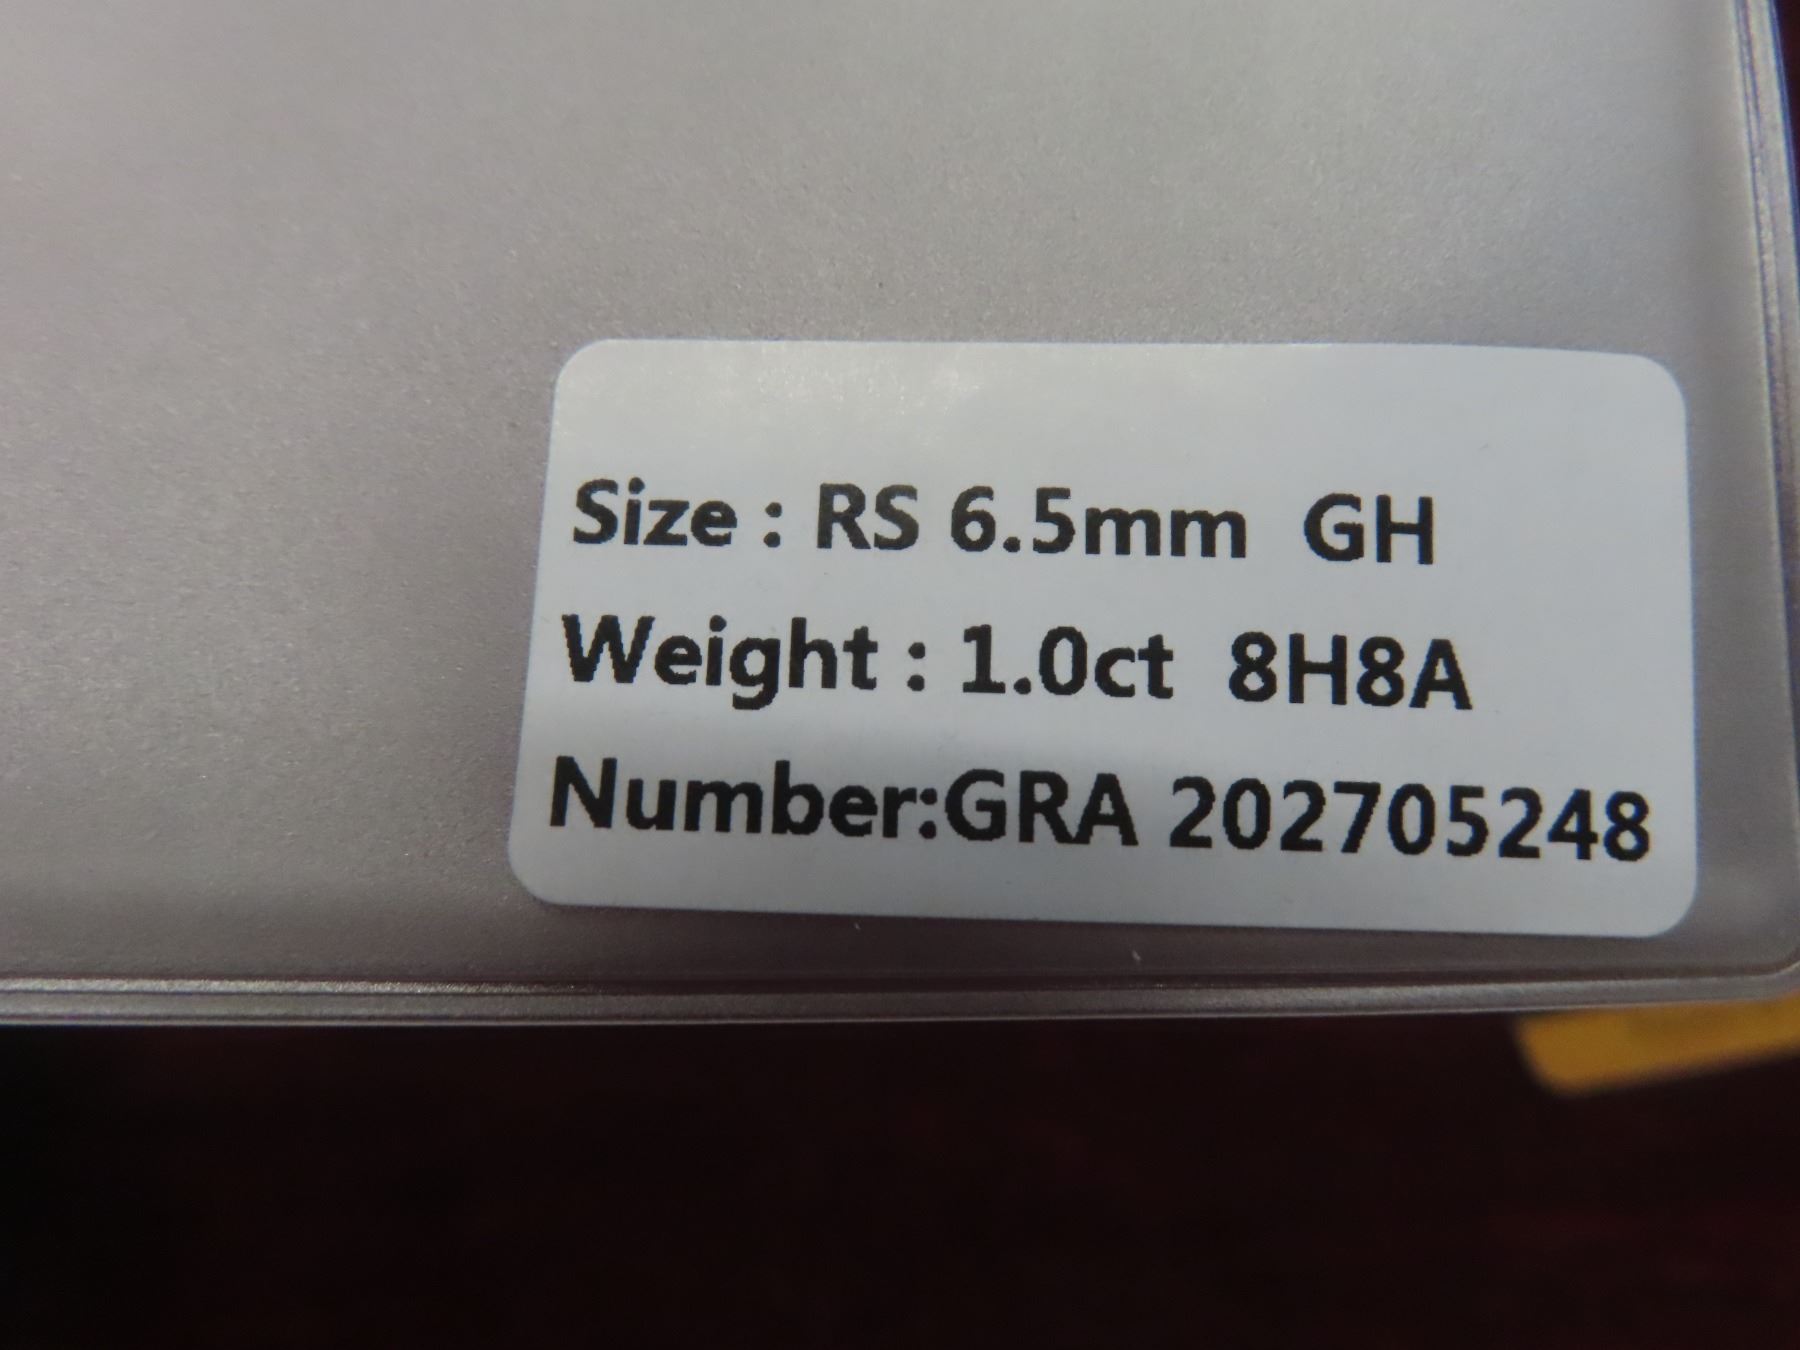 Size : RS 6.5mm GH
Weight : 1.0ct 8H8A
Number:GRA 202705248